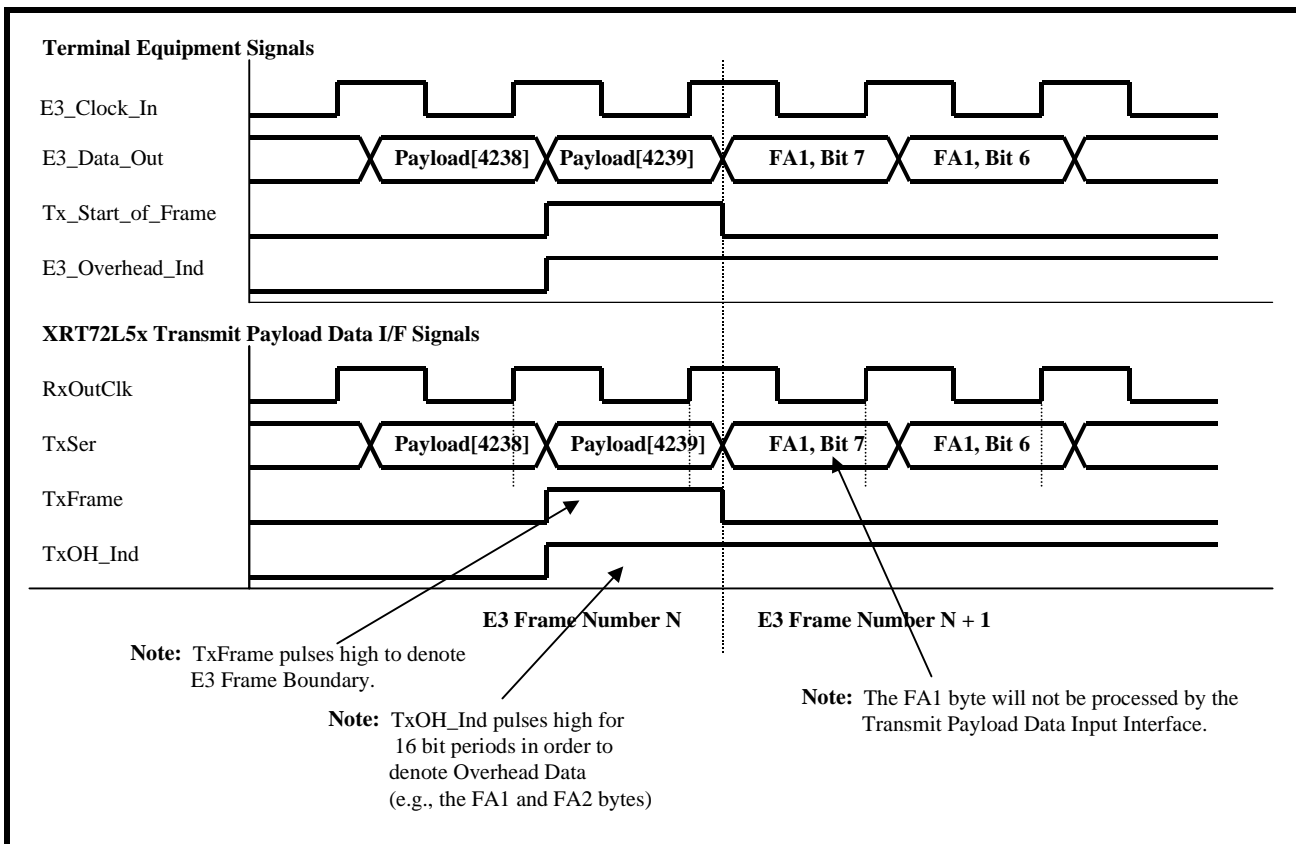 Terminal Equipment Signals
E3_Clock_In
E3_Data_Out
Payload[4238]
Payload[4239]
FA1, Bit 7
FA1, Bit 6
Tx_Start_of_Frame
E3_Overhead_Ind
XRT72L5x Transmit Payload Data I/F Signals
RxOutClk
TxSer
Payload[4238]
Payload[4239]
FA1, Bit 7
FA1, Bit 6
TxFrame
TxOH_Ind
E3 Frame Number N
E3 Frame Number N + 1
Note: TxFrame pulses high to denote
E3 Frame Boundary.
Note: TxOH_Ind pulses high for
16 bit periods in order to
denote Overhead Data
(e.g., the FA1 and FA2 bytes)
Note: The FA1 byte will not be processed by the
Transmit Payload Data Input Interface.